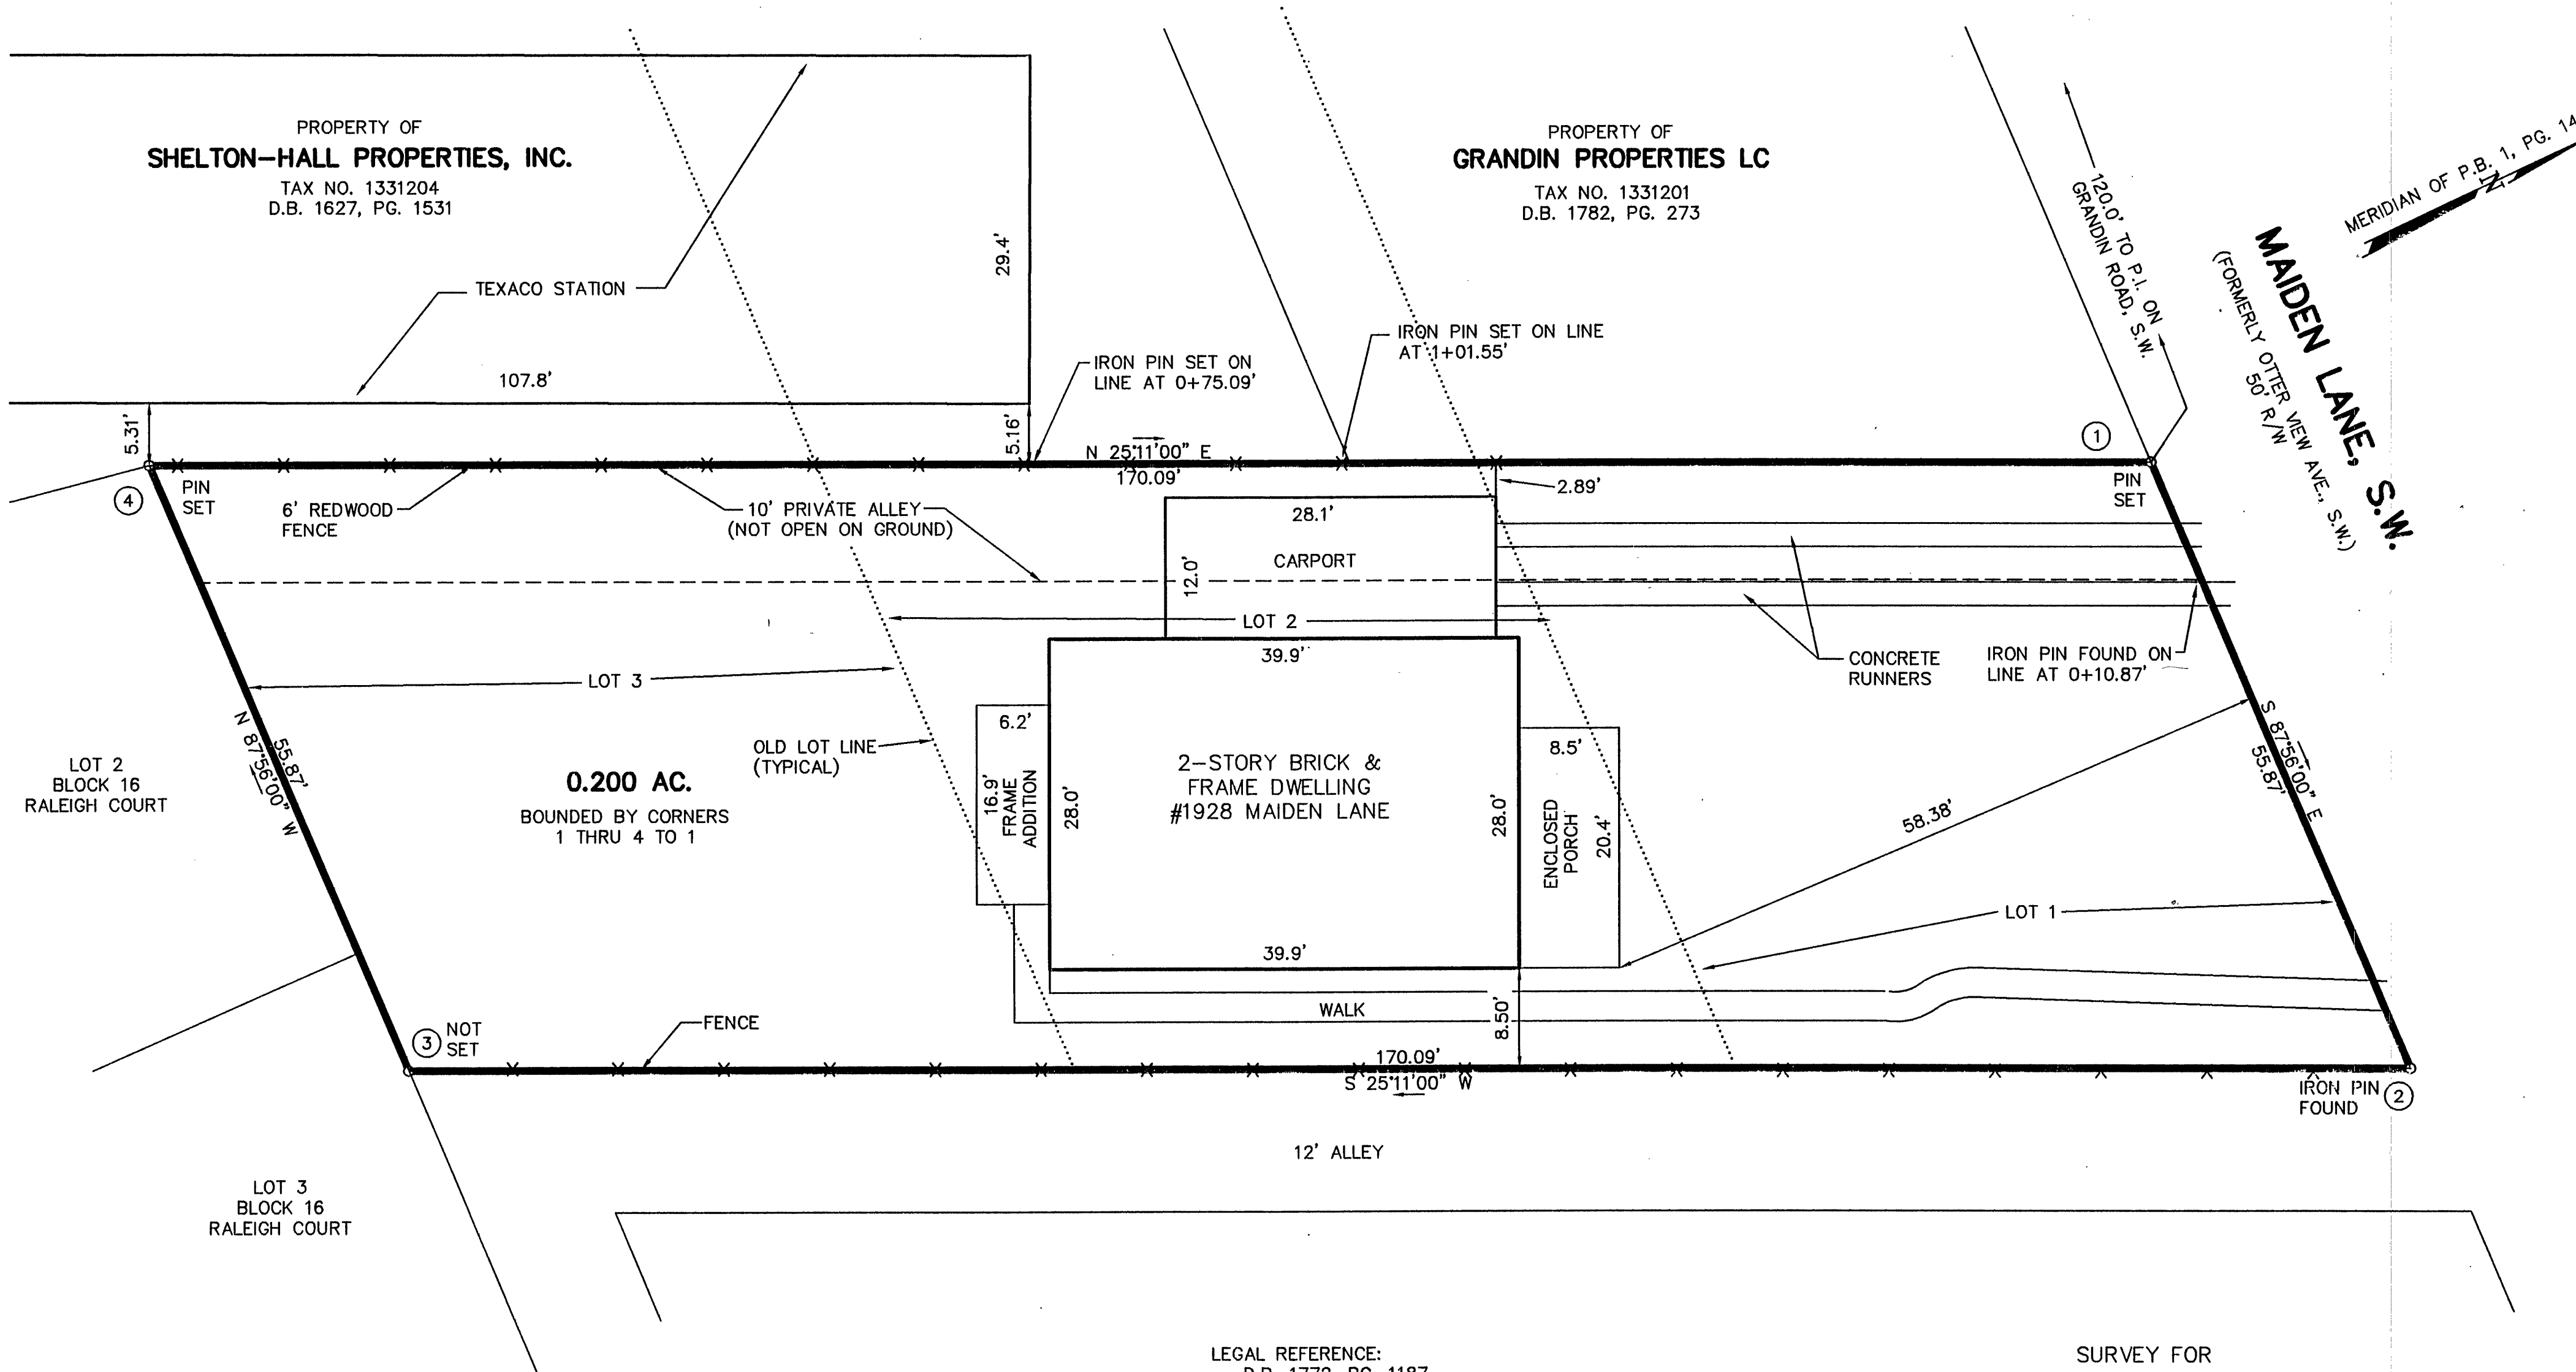 PROPERTY OF
SHELTON-HALL PROPERTIES, INC.
TAX NO. 1331204
D.B. 1627, PG. 1531
PROPERTY OF
GRANDIN PROPERTIES LC
TAX NO. 1331201
D.B. 1782, PG. 273
MERIDIAN OF P.B. 1, PG. 14
N
120.0' TO P.I. ON
GRANDIN ROAD, S.W.
MAIDEN LANE, S.W.
(FORMERLY OTTER VIEW AVE., S.W.)
50' R/W
29.4'
TEXACO STATION
107.8'
IRON PIN SET ON
LINE AT 0+75.09'
IRON PIN SET ON LINE
AT 1+01.55'
5.31'
5.16'
N 25°11'00" E
170.09'
1
PIN
SET
4
PIN
SET
6' REDWOOD
FENCE
10' PRIVATE ALLEY
(NOT OPEN ON GROUND)
2.89'
28.1'
CARPORT
12.0'
LOT 2
39.9'
CONCRETE
RUNNERS
IRON PIN FOUND ON
LINE AT 0+10.87'
LOT 3
55.87'
N 87°56'00" W
OLD LOT LINE
(TYPICAL)
6.2'
16.9'
FRAME
ADDITION
28.0'
2-STORY BRICK &
FRAME DWELLING
#1928 MAIDEN LANE
28.0'
8.5'
ENCLOSED
PORCH
20.4'
58.38'
S 87°56'00" E
55.87'
LOT 2
BLOCK 16
RALEIGH COURT
0.200 AC.
BOUNDED BY CORNERS
1 THRU 4 TO 1
LOT 1
39.9'
WALK
8.50'
3
NOT
SET
FENCE
170.09'
S 25°11'00" W
IRON PIN
FOUND
2
12' ALLEY
LOT 3
BLOCK 16
RALEIGH COURT
LEGAL REFERENCE:
D.B. 1772, PG. 1187
SURVEY FOR